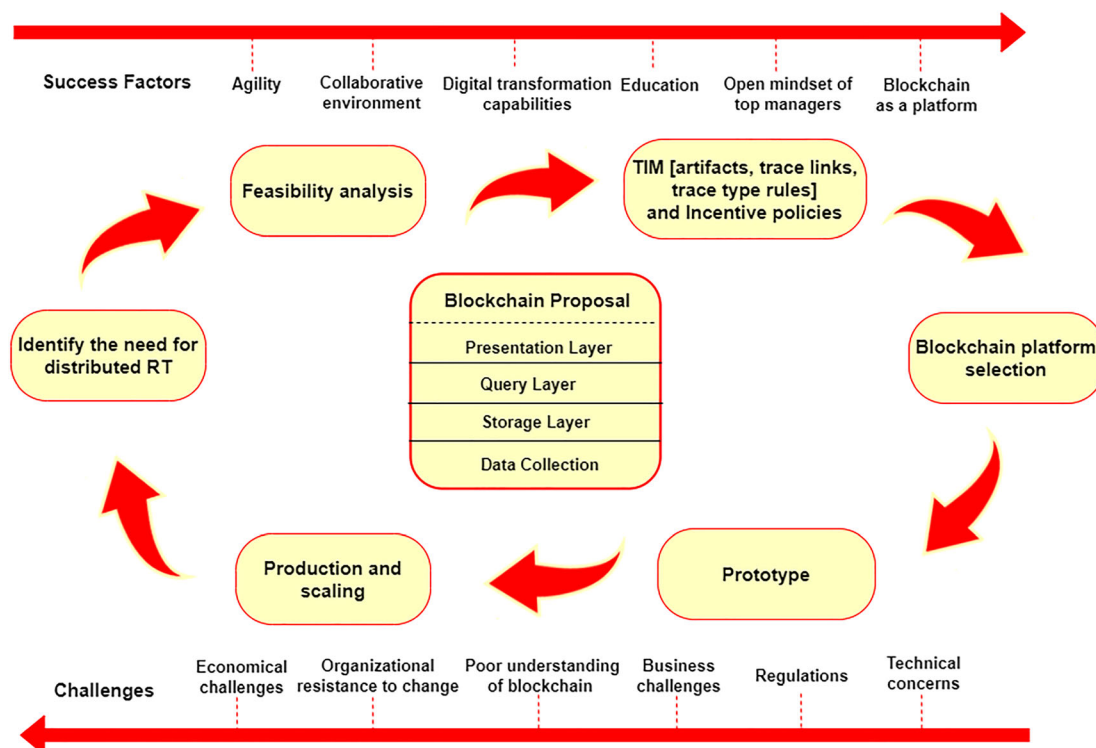 Success Factors
Agility
Collaborative
environment
Digital transformation
capabilities
Education
Open mindset of
top managers
Blockchain
as a platform
Feasibility analysis
TIM [artifacts, trace links,
trace type rules]
and Incentive policies
Identify the need for
distributed RT
Blockchain Proposal
Presentation Layer
Query Layer
Storage Layer
Data Collection
Blockchain platform
selection
Production and
scaling
Prototype
Challenges
Economical
challenges
Organizational
resistance to change
Poor understanding
of blockchain
Business
challenges
Regulations
Technical
concerns